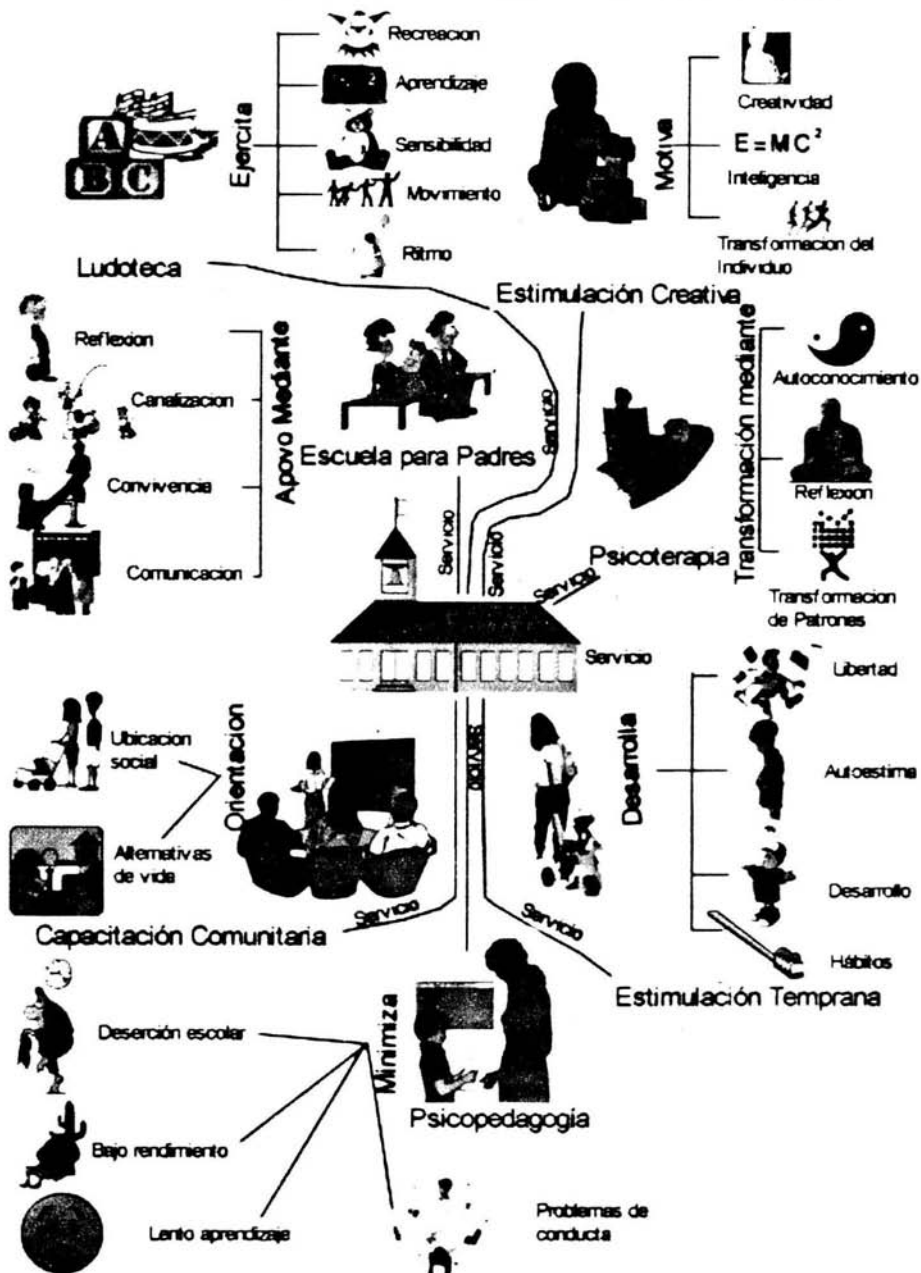 Ejercita
Recreacion
Aprendizaje
Sensibilidad
Movimiento
Ritmo
A
B C
Ludoteca
Motiva
Creatividad
E = MC²
Inteligencia
Transformacion del
Individuo
Estimulación Creativa
Apoyo Mediante
Reflexion
Canalizacion
Convivencia
Comunicacion
Escuela para Padres
Transformación mediante
Autoconocimiento
Reflexion
Transformacion
de Patrones
Psicoterapia
Servicio
Servicio
Servicio
Servicio
Servicio
Orientacion
Ubicacion
social
Alternativas
de vida
Capacitación Comunitaria
Servicio
Servicio
Servicio
Desarrolla
Libertad
Autoestima
Desarrollo
Hábitos
Estimulación Temprana
Minimiza
Deserción escolar
Bajo rendimiento
Lento aprendizaje
Problemas de
conducta
Psicopedagogía